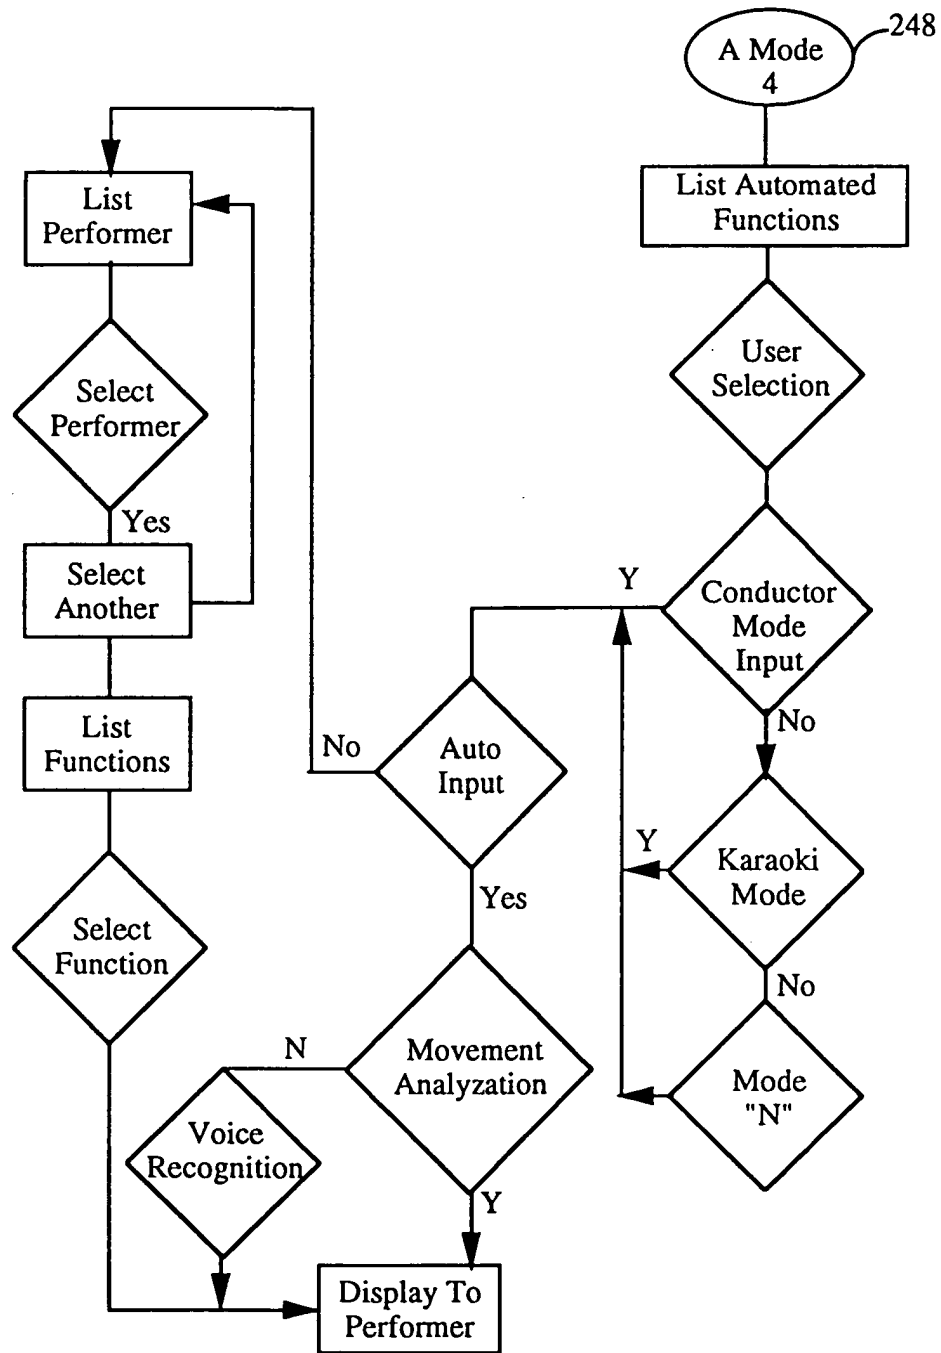 248
A Mode
4
List Automated
Functions
User
Selection
Conductor
Mode
Input
Y
No
Karaoki
Mode
Y
No
Mode
"N"
Auto
Input
No
Yes
Movement
Analyzation
N
Y
Voice
Recognition
List
Performer
Select
Performer
Yes
Select
Another
List
Functions
Select
Function
Display To
Performer